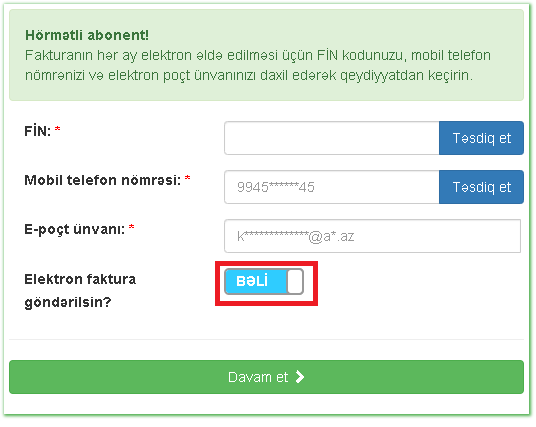 Hörmətli abonent!
Fakturanın hər ay elektron əldə edilməsi üçün FİN kodunuzu, mobil telefon
nömrənizi və elektron poçt ünvanınızı daxil edərək qeydiyyatdan keçirin.
FİN: *
Təsdiq et
Mobil telefon nömrəsi: *
9945******45
Təsdiq et
E-poçt ünvanı: *
k*************@a*.az
Elektron faktura
göndərilsin?
BƏLİ
Davam et